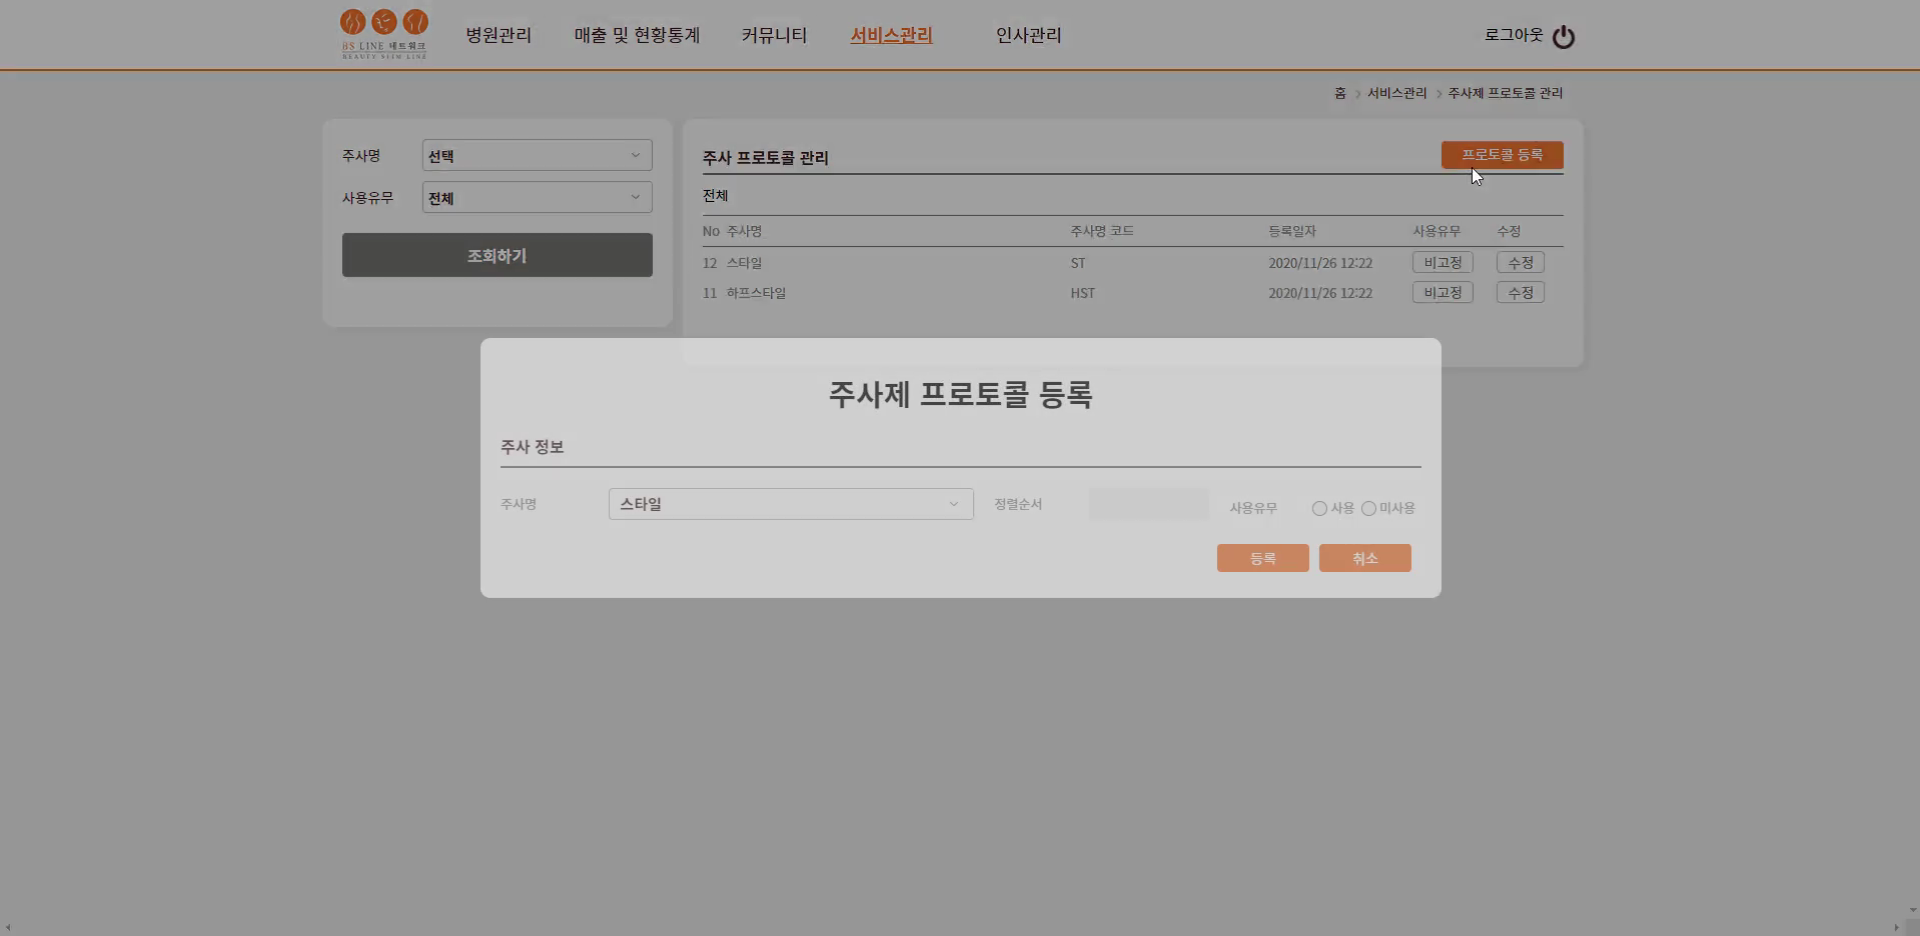 BS LINE 네트워크
BEAUTY SLIM LINE
병원관리 매출 및 현황통계 커뮤니티 서비스관리 인사관리 로그아웃
홈 > 서비스관리 > 주사제 프로토콜 관리
주사명 선택
사용유무 전체
조회하기
주사 프로토콜 관리 프로토콜 등록
전체
No 주사명 주사명 코드 등록일자 사용유무 수정
12 스타일 ST 2020/11/26 12:22 비고정 수정
11 하프스타일 HST 2020/11/26 12:22 비고정 수정
주사제 프로토콜 등록
주사 정보
주사명 스타일 정렬순서 사용유무 사용 미사용
등록 취소